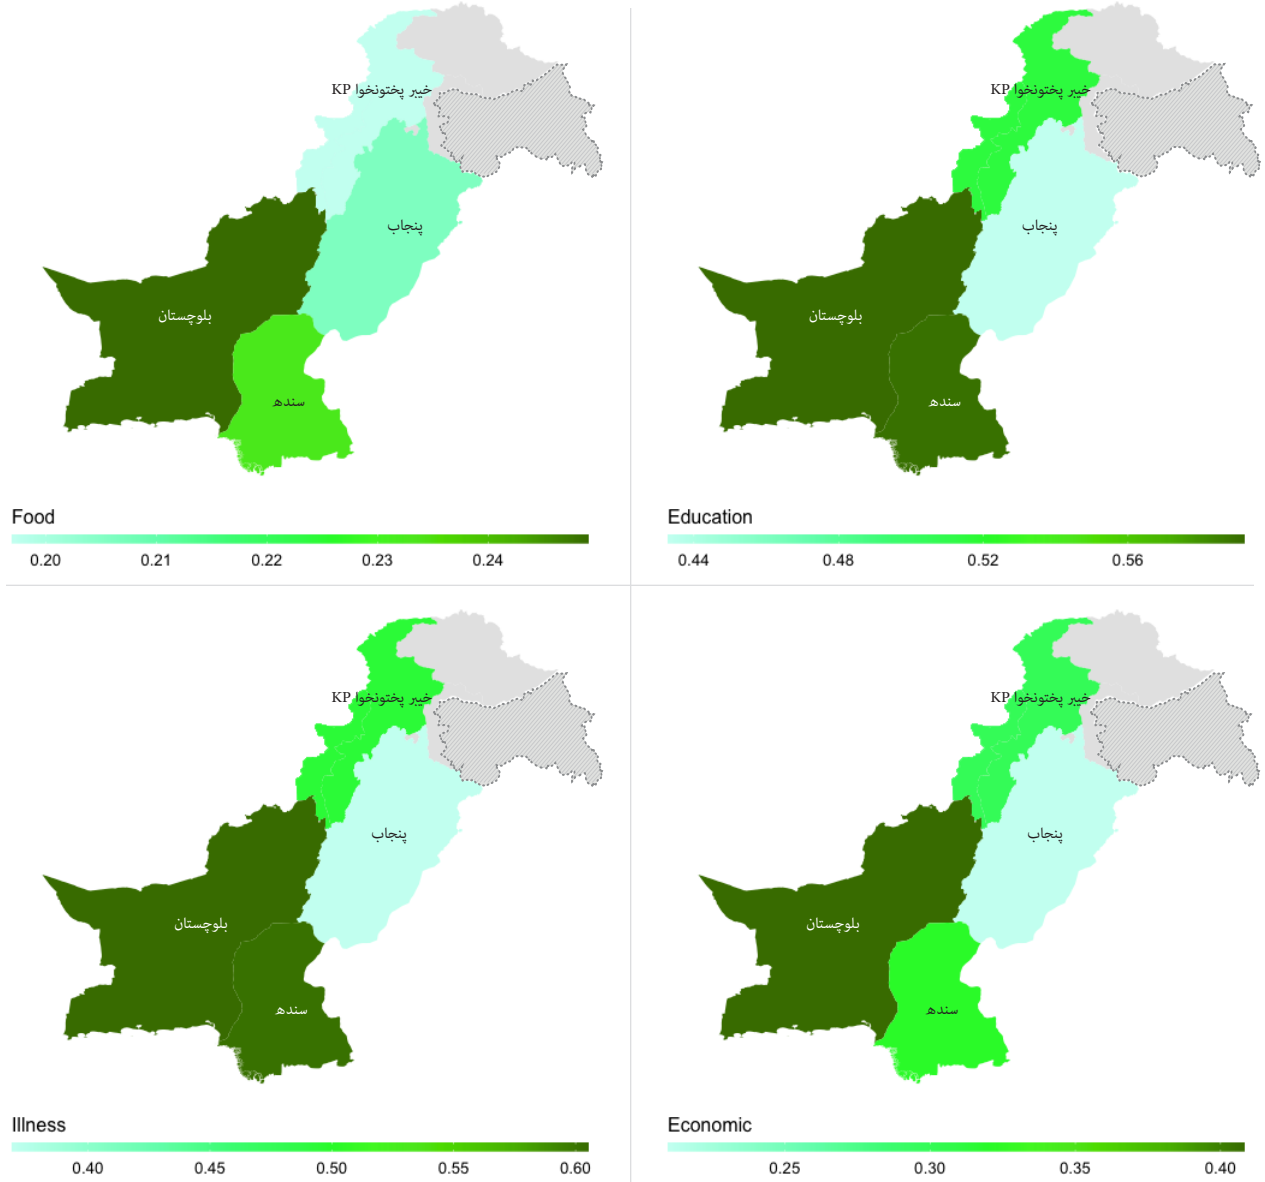 خیبر پختونخوا KP
پنجاب
بلوچستان
سندھ
Food
0.20 0.21 0.22 0.23 0.24
خیبر پختونخوا KP
پنجاب
بلوچستان
سندھ
Education
0.44 0.48 0.52 0.56
خیبر پختونخوا KP
پنجاب
بلوچستان
سندھ
Illness
0.40 0.45 0.50 0.55 0.60
خیبر پختونخوا KP
پنجاب
بلوچستان
سندھ
Economic
0.25 0.30 0.35 0.40